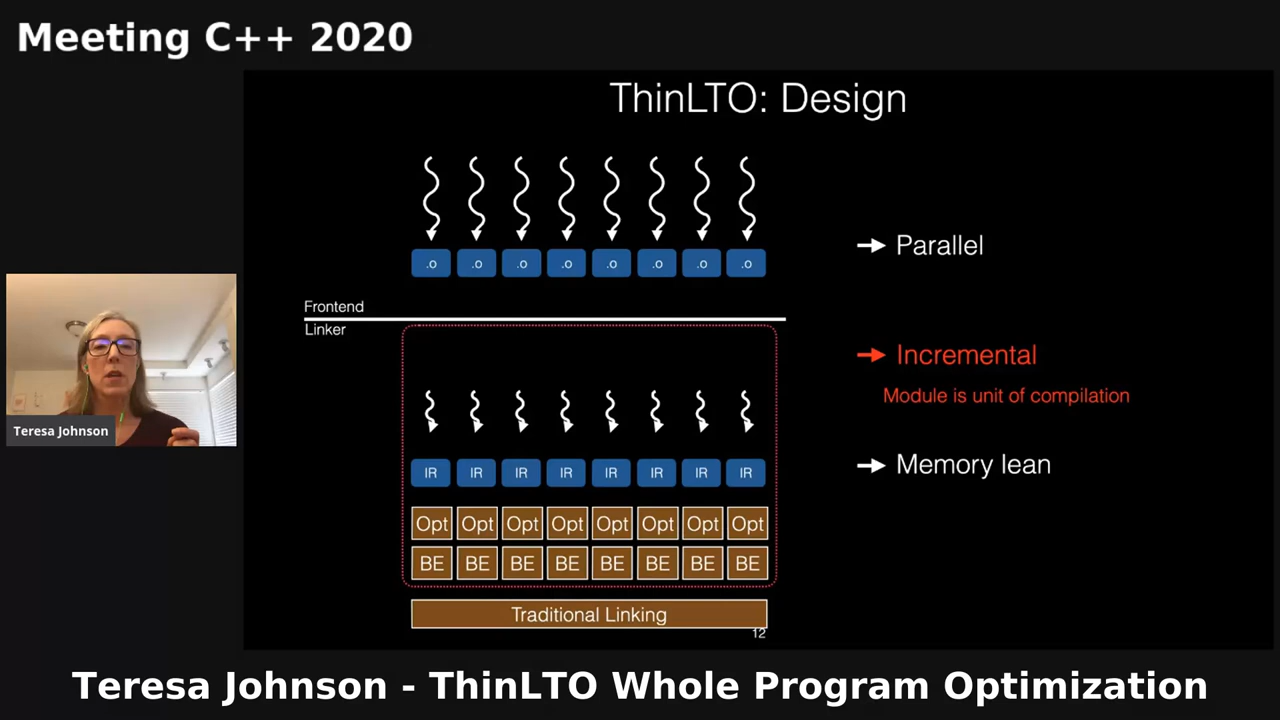 Meeting C++ 2020
ThinLTO: Design
.o .o .o .o .o .o .o .o
Parallel
Frontend
Linker
Incremental
Module is unit of compilation
Teresa Johnson
Memory lean
IR IR IR IR IR IR IR IR
Opt Opt Opt Opt Opt Opt Opt Opt
BE BE BE BE BE BE BE BE
Traditional Linking
12
Teresa Johnson - ThinLTO Whole Program Optimization